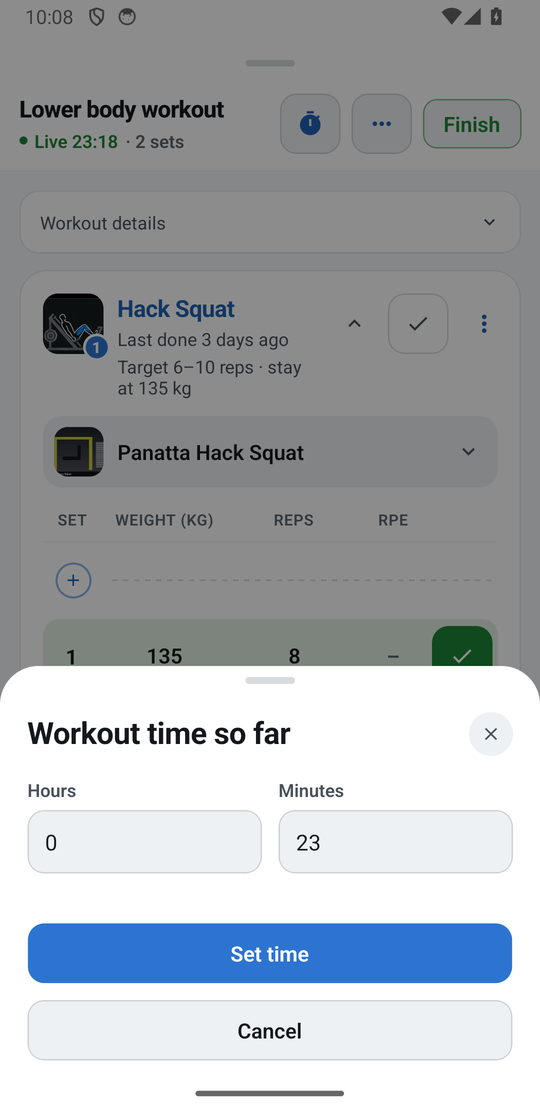 10:08
Lower body workout
Live 23:18 · 2 sets
Finish
Workout details
Hack Squat
1
Last done 3 days ago
Target 6–10 reps · stay
at 135 kg
Panatta Hack Squat
SET WEIGHT (KG) REPS RPE
1 135 8 –
Workout time so far
Hours Minutes
0 23
Set time
Cancel